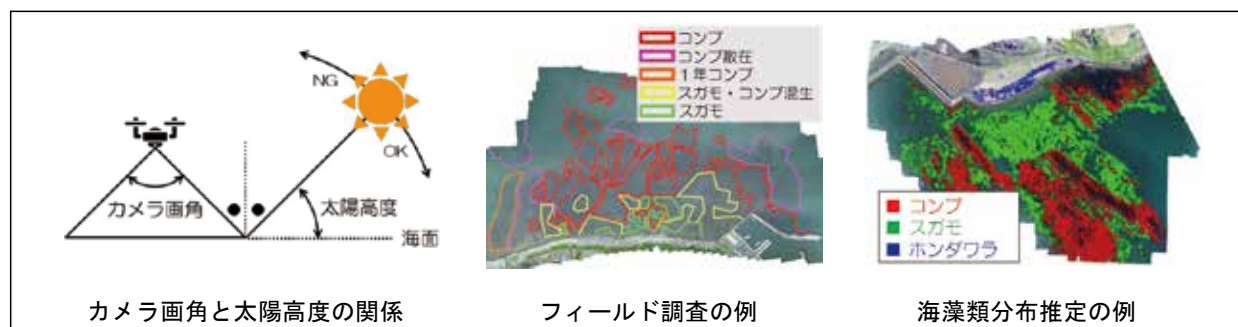 NG
OK
カメラ画角
太陽高度
海面
カメラ画角と太陽高度の関係
コンブ
コンブ散在
1年コンブ
スガモ・コンブ混生
スガモ
フィールド調査の例
コンブ
スガモ
ホンダワラ
海藻類分布推定の例